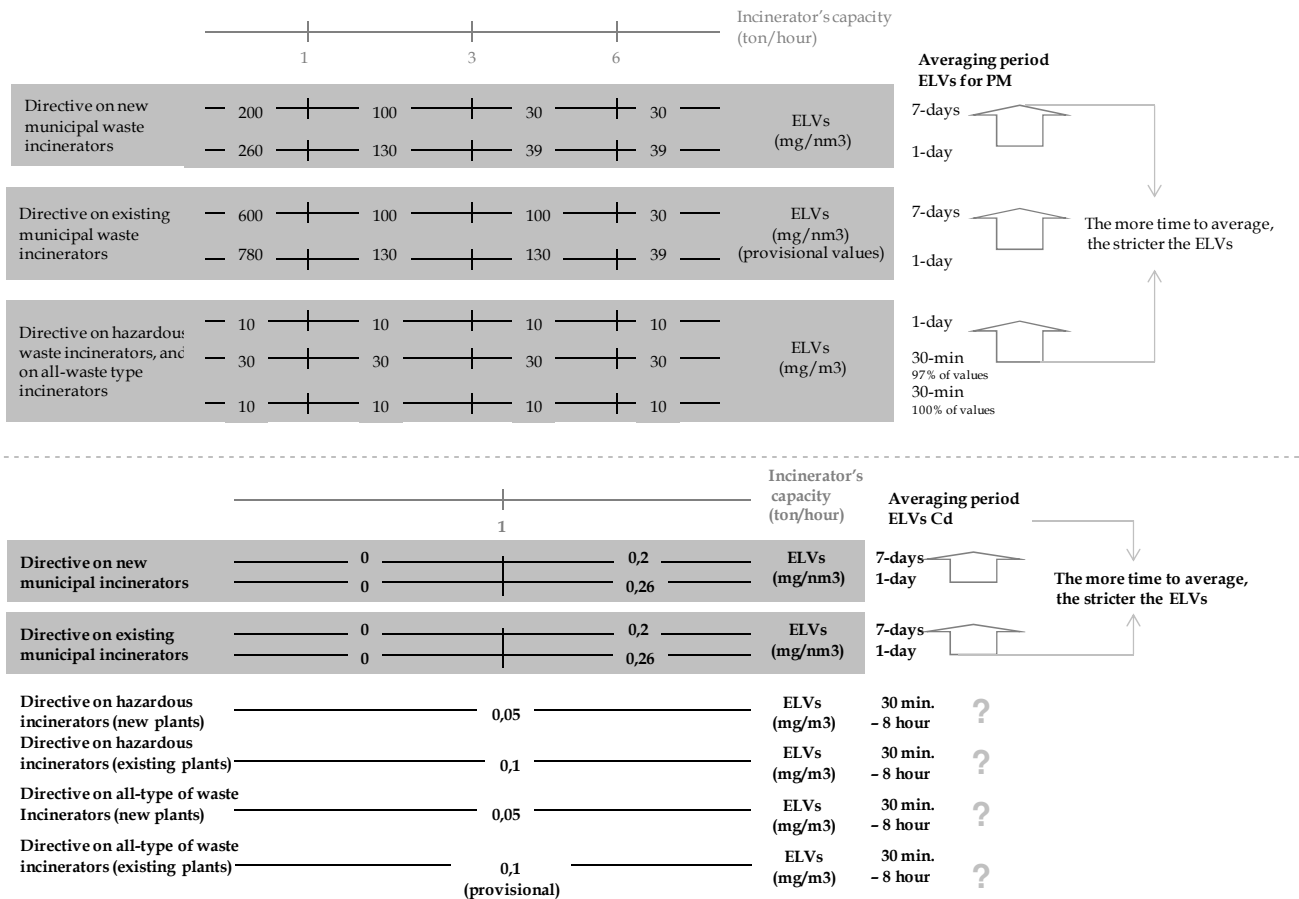 Incinerator's capacity
(ton/hour)
1 3 6
Averaging period
ELVs for PM
Directive on new
municipal waste
incinerators
200 100 30 30
260 130 39 39
ELVs
(mg/nm3)
7-days
1-day
Directive on existing
municipal waste
incinerators
600 100 100 30
780 130 130 39
ELVs
(mg/nm3)
(provisional values)
7-days
1-day
The more time to average,
the stricter the ELVs
Directive on hazardous
waste incinerators, and
on all-waste type
incinerators
10 10 10 10
30 30 30 30
10 10 10 10
ELVs
(mg/m3)
1-day
30-min
97% of values
30-min
100% of values
Incinerator's
capacity
(ton/hour)
1
Averaging period
ELVs Cd
Directive on new
municipal incinerators
0 0,2
0 0,26
ELVs
(mg/nm3)
7-days
1-day
The more time to average,
the stricter the ELVs
Directive on existing
municipal incinerators
0 0,2
0 0,26
ELVs
(mg/nm3)
7-days
1-day
Directive on hazardous
incinerators (new plants)
0,05
ELVs
(mg/m3)
30 min.
– 8 hour
?
Directive on hazardous
incinerators (existing plants)
0,1
ELVs
(mg/m3)
30 min.
– 8 hour
?
Directive on all-type of waste
Incinerators (new plants)
0,05
ELVs
(mg/m3)
30 min.
– 8 hour
?
Directive on all-type of waste
incinerators (existing plants)
0,1
(provisional)
ELVs
(mg/m3)
30 min.
– 8 hour
?